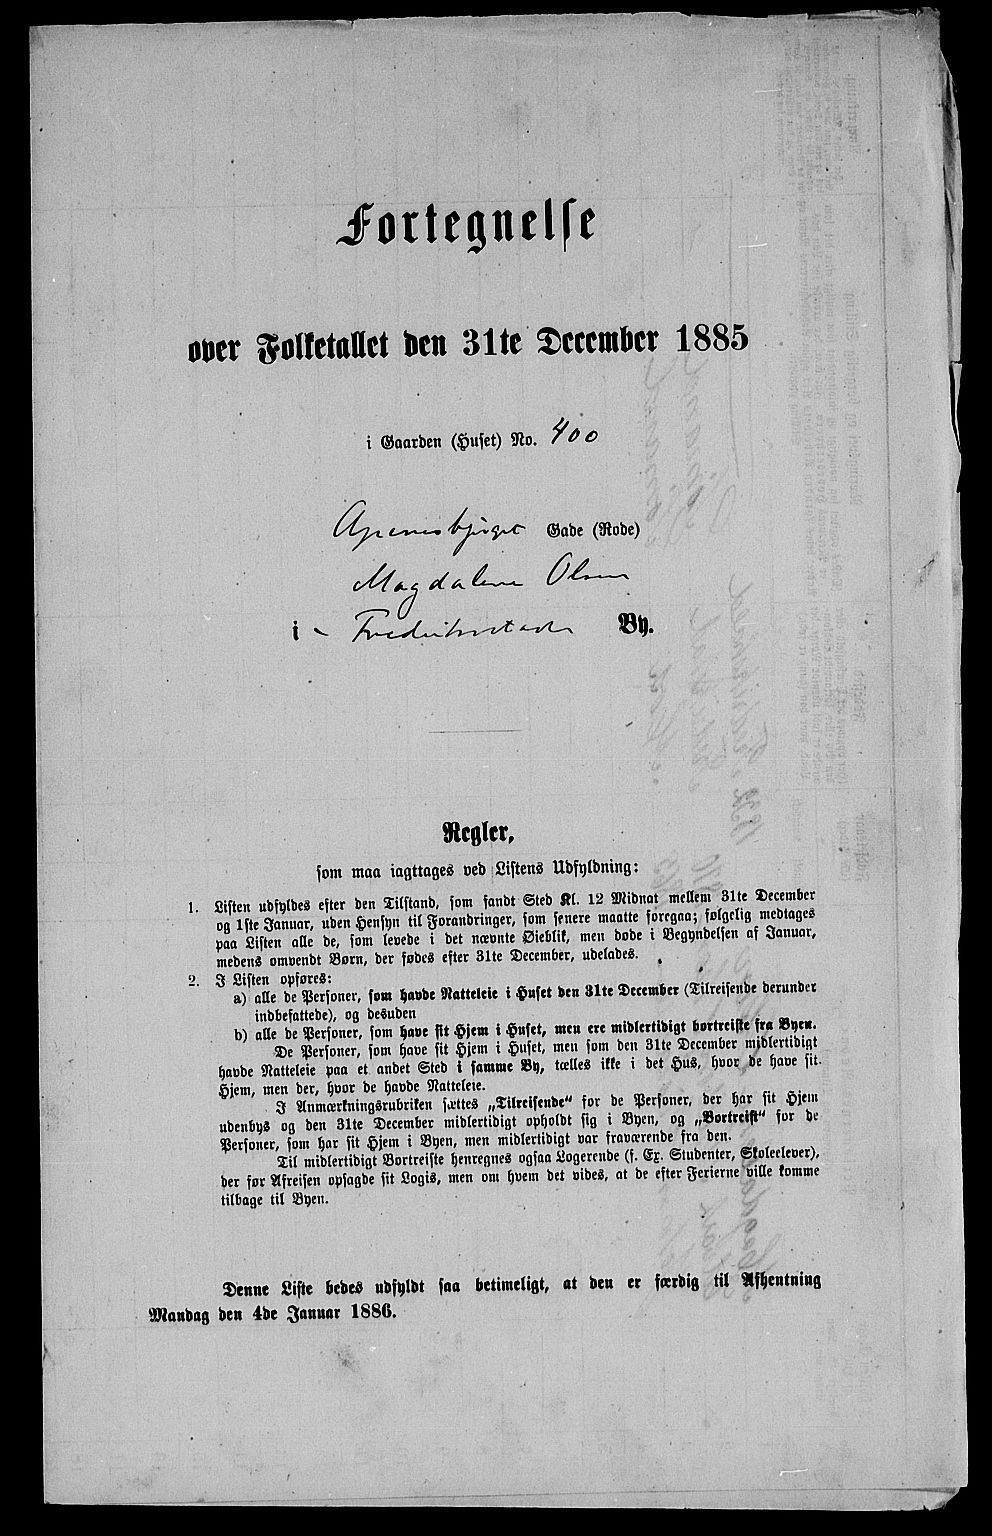 Fortegnelse
over Folketallet den 31te December 1885
i Gaarden (Huset) No. 400
Apenesbjerget Gade (Rode)
Magdalene Olsen
i - Fredrikstads By.
Regler,
som maa iagttages ved Listens Udfyldning:
1. Listen udfyldes efter den Tilstand, som fandt Sted Kl. 12 Midnat mellem 31te December
og 1ste Januar, uden Hensyn til Forandringer, som senere maatte foregaa; følgelig medtages
paa Listen alle de, som levede i det nævnte Øieblik, men døde i Begyndelsen af Januar,
medens omvendt Børn, der fødes efter 31te December, udelades.
2. I Listen opføres:
a) alle de Personer, som havde Natteleie i Huset den 31te December (Tilreisende derunder
indbefattede), og desuden
b) alle de Personer, som have sit Hjem i Huset, men ere midlertidigt bortreiste fra Byen.
De Personer, som have sit Hjem i Huset, men som den 31te December midlertidigt
havde Natteleie paa et andet Sted i samme By, tælles ikke i det Hus, hvor de have sit
Hjem, men der, hvor de havde Natteleie.
I Anmærkningsrubriken sættes „Tilreisende“ for de Personer, der har sit Hjem
udenbys og den 31te December midlertidigt opholdt sig i Byen, og „Bortreist“ for de
Personer, som har sit Hjem i Byen, men midlertidigt var fraværende fra den.
Til midlertidigt Bortreiste henregnes ogsaa Logerende (f. Ex. Studenter, Skoleelever),
der før Afreisen opsagde sit Logis, men om hvem det vides, at de efter Ferierne ville komme
tilbage til Byen.
Denne Liste bedes udfyldt saa betimeligt, at den er færdig til Afhentning
Mandag den 4de Januar 1886.